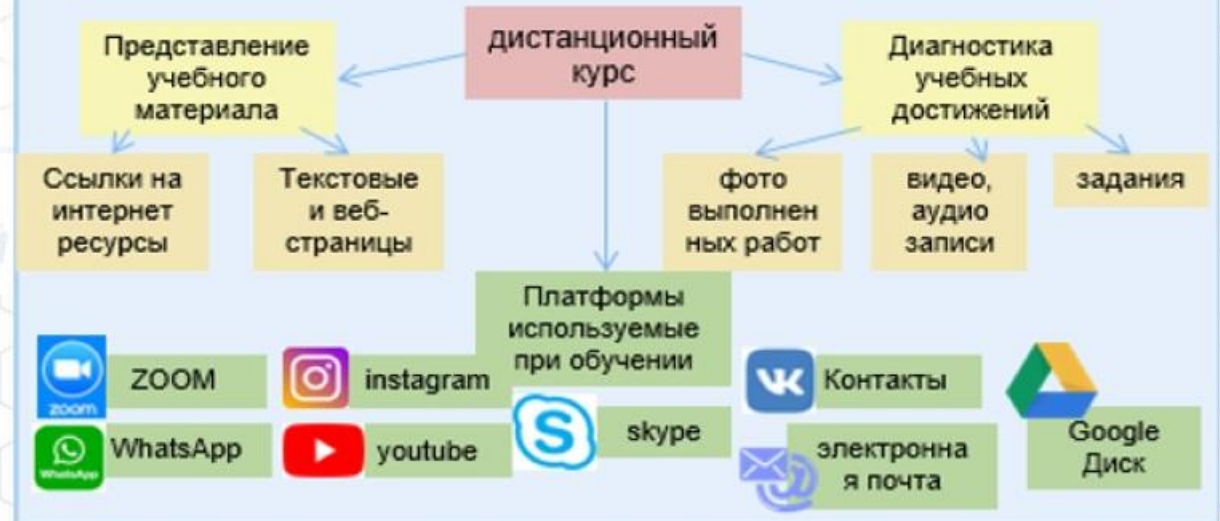 дистанционный
курс
Представление
учебного
материала
Диагностика
учебных
достижений
Ссылки на
интернет
ресурсы
Текстовые
и веб-
страницы
фото
выполнен
ных работ
видео,
аудио
записи
задания
Платформы
используемые
при обучении
zoom
ZOOM
instagram
Контакты
WhatsApp
WhatsApp
youtube
S
skype
электронна
я почта
Google
Диск